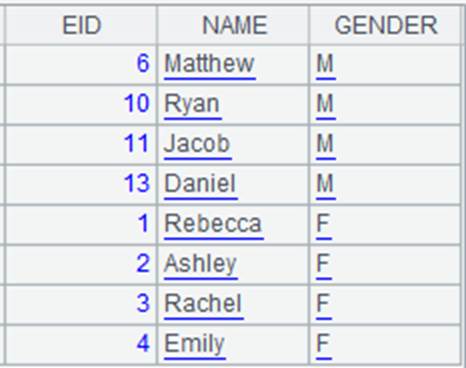 EID NAME GENDER
6 Matthew M
10 Ryan M
11 Jacob M
13 Daniel M
1 Rebecca F
2 Ashley F
3 Rachel F
4 Emily F